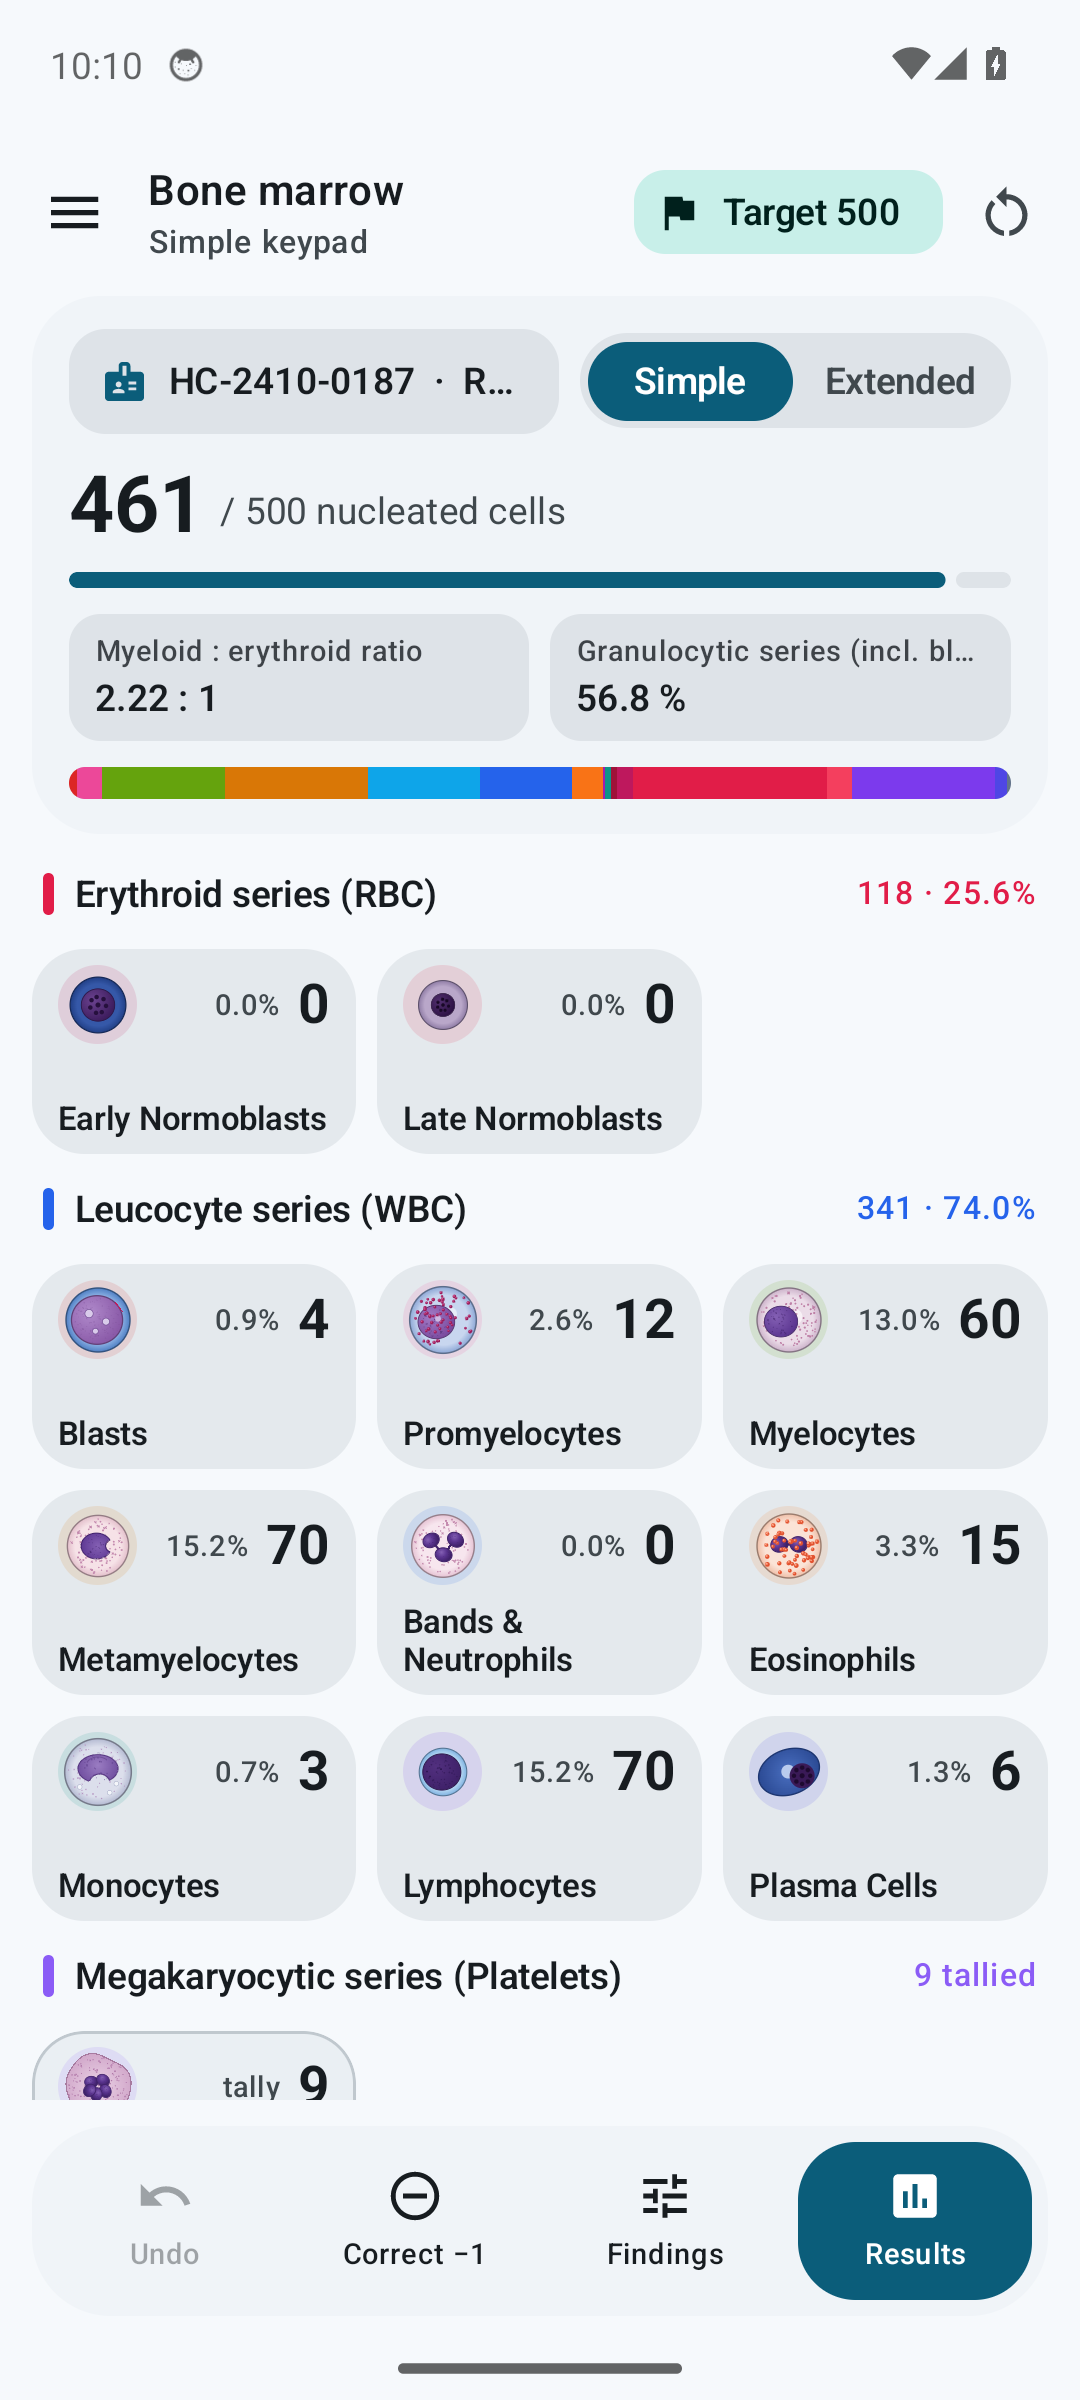 10:10
Bone marrow
Simple keypad
Target 500
HC-2410-0187 · R…
Simple
Extended
461 / 500 nucleated cells
Myeloid : erythroid ratio
2.22 : 1
Granulocytic series (incl. bl…
56.8 %
Erythroid series (RBC)
118 · 25.6%
0.0% 0
Early Normoblasts
0.0% 0
Late Normoblasts
Leucocyte series (WBC)
341 · 74.0%
0.9% 4
Blasts
2.6% 12
Promyelocytes
13.0% 60
Myelocytes
15.2% 70
Metamyelocytes
0.0% 0
Bands &
Neutrophils
3.3% 15
Eosinophils
0.7% 3
Monocytes
15.2% 70
Lymphocytes
1.3% 6
Plasma Cells
Megakaryocytic series (Platelets)
9 tallied
tally 9
Undo
Correct −1
Findings
Results